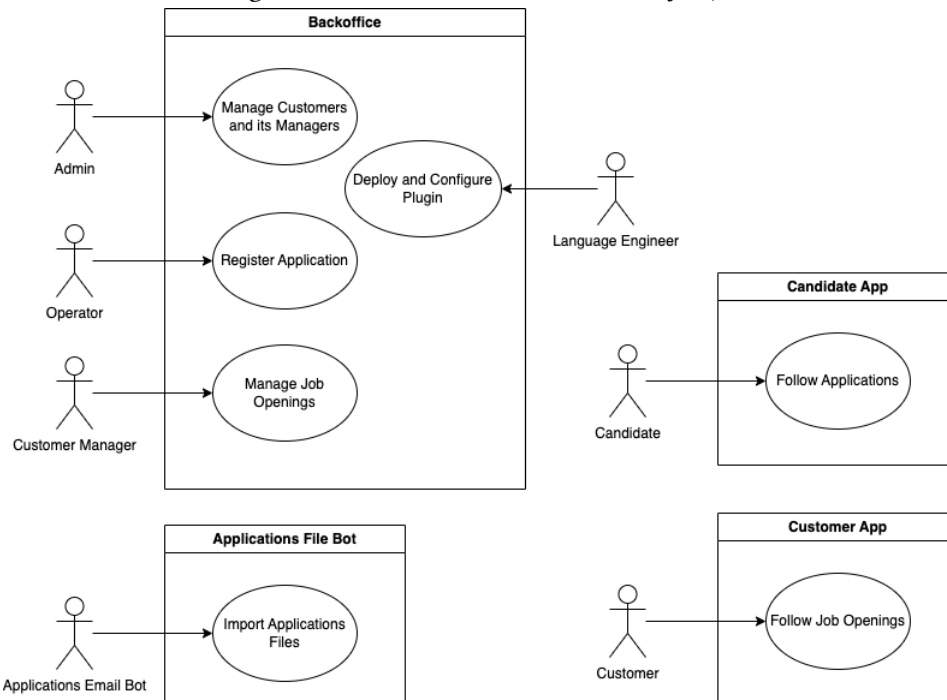 Backoffice
Manage Customers
and its Managers
Admin
Deploy and Configure
Plugin
Language Engineer
Register Application
Operator
Candidate App
Manage Job
Openings
Customer Manager
Follow Applications
Candidate
Applications File Bot
Import Applications
Files
Applications Email Bot
Customer App
Follow Job Openings
Customer